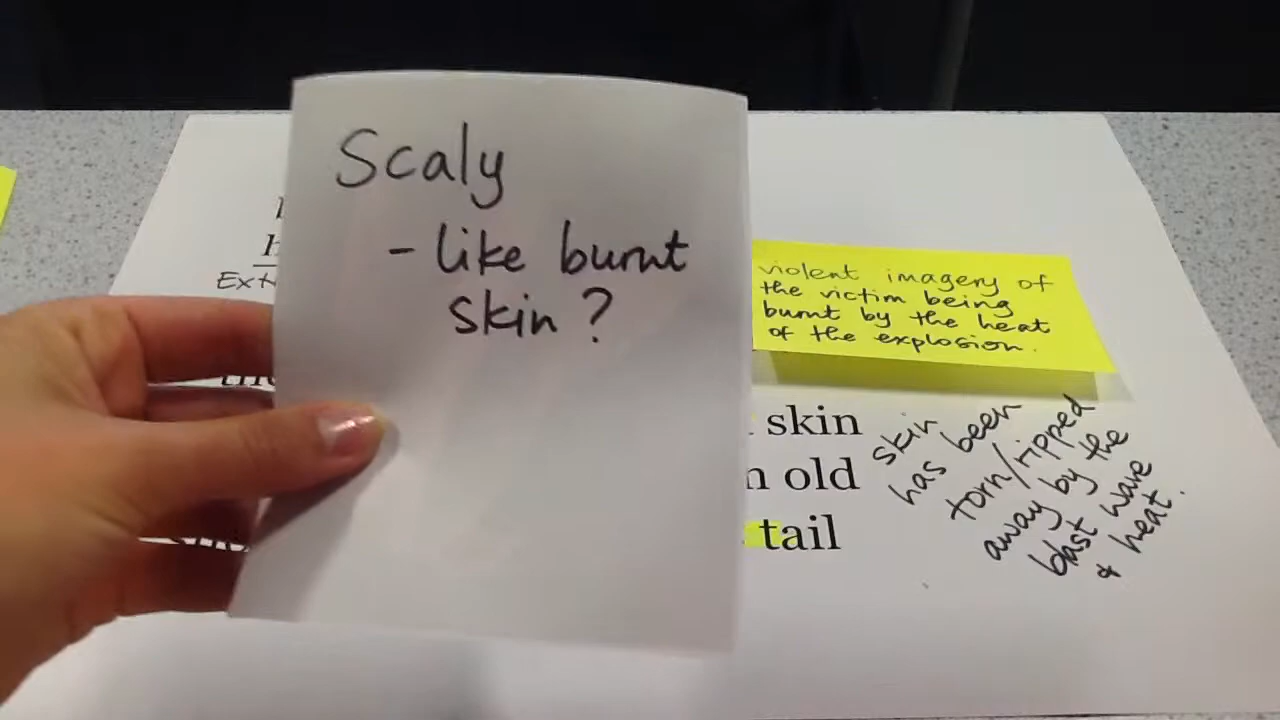 Scaly
- like burnt
skin ?
violent imagery of
the victim being
burnt by the heat
of the explosion.
skin
old
tail
skin
has been
torn/ripped
away by the
blast wave
& heat.